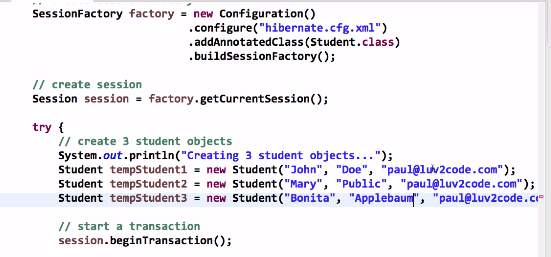 SessionFactory factory = new Configuration()
.configure("hibernate.cfg.xml")
.addAnnotatedClass(Student.class)
.buildSessionFactory();
// create session
Session session = factory.getCurrentSession();
try {
// create 3 student objects
System.out.println("Creating 3 student objects...");
Student tempStudent1 = new Student("John", "Doe", "paul@luv2code.com");
Student tempStudent2 = new Student("Mary", "Public", "paul@luv2code.com");
Student tempStudent3 = new Student("Bonita", "Applebaum", "paul@luv2code.co
// start a transaction
session.beginTransaction();